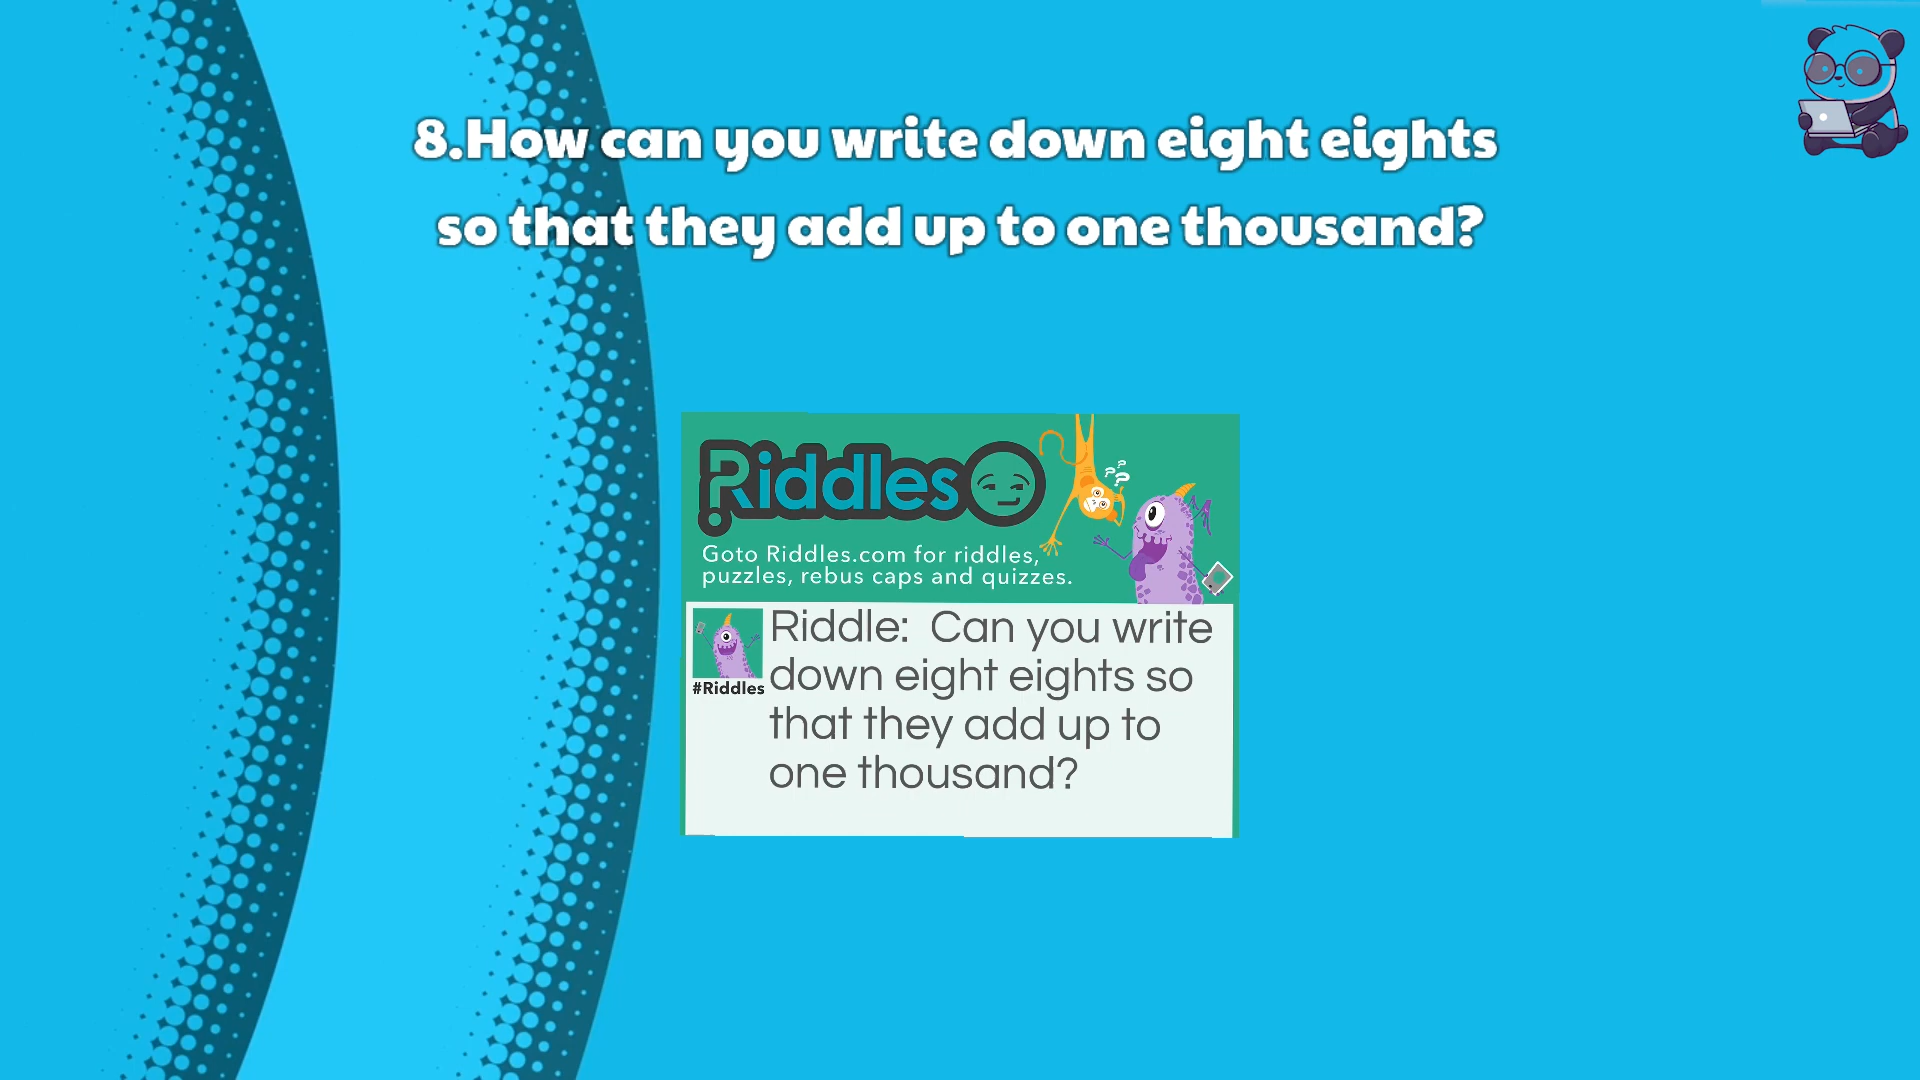 8.How can you write down eight eights
so that they add up to one thousand?
Riddles
Goto Riddles.com for riddles,
puzzles, rebus caps and quizzes.
Riddle: Can you write
down eight eights so
that they add up to
one thousand?
#Riddles